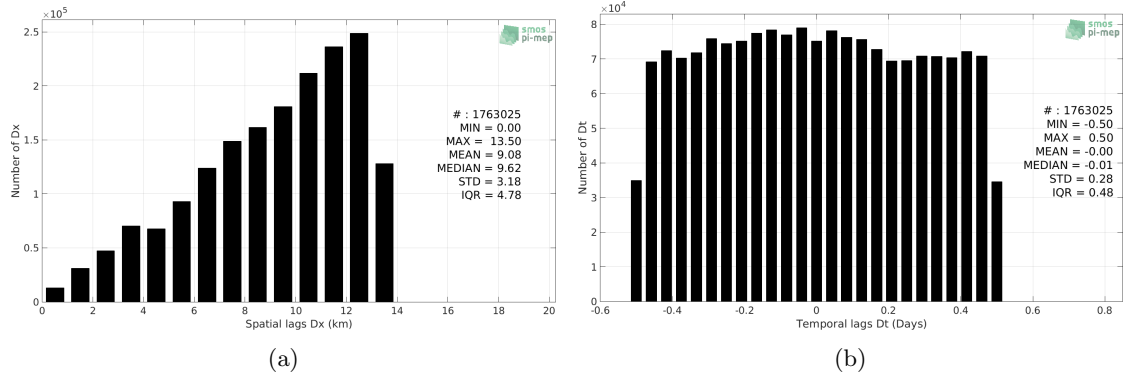 ×10⁵
2.5
2
1.5
1
0.5
0
0 2 4 6 8 10 12 14 16 18 20
Number of Dx
Spatial lags Dx (km)
smos
pi-mep
# : 1763025
MIN = 0.00
MAX = 13.50
MEAN = 9.08
MEDIAN = 9.62
STD = 3.18
IQR = 4.78
(a)
×10⁴
8
7
6
5
4
3
2
1
0
-0.6 -0.4 -0.2 0 0.2 0.4 0.6 0.8
Number of Dt
Temporal lags Dt (Days)
smos
pi-mep
# : 1763025
MIN = -0.50
MAX = 0.50
MEAN = -0.00
MEDIAN = -0.01
STD = 0.28
IQR = 0.48
(b)